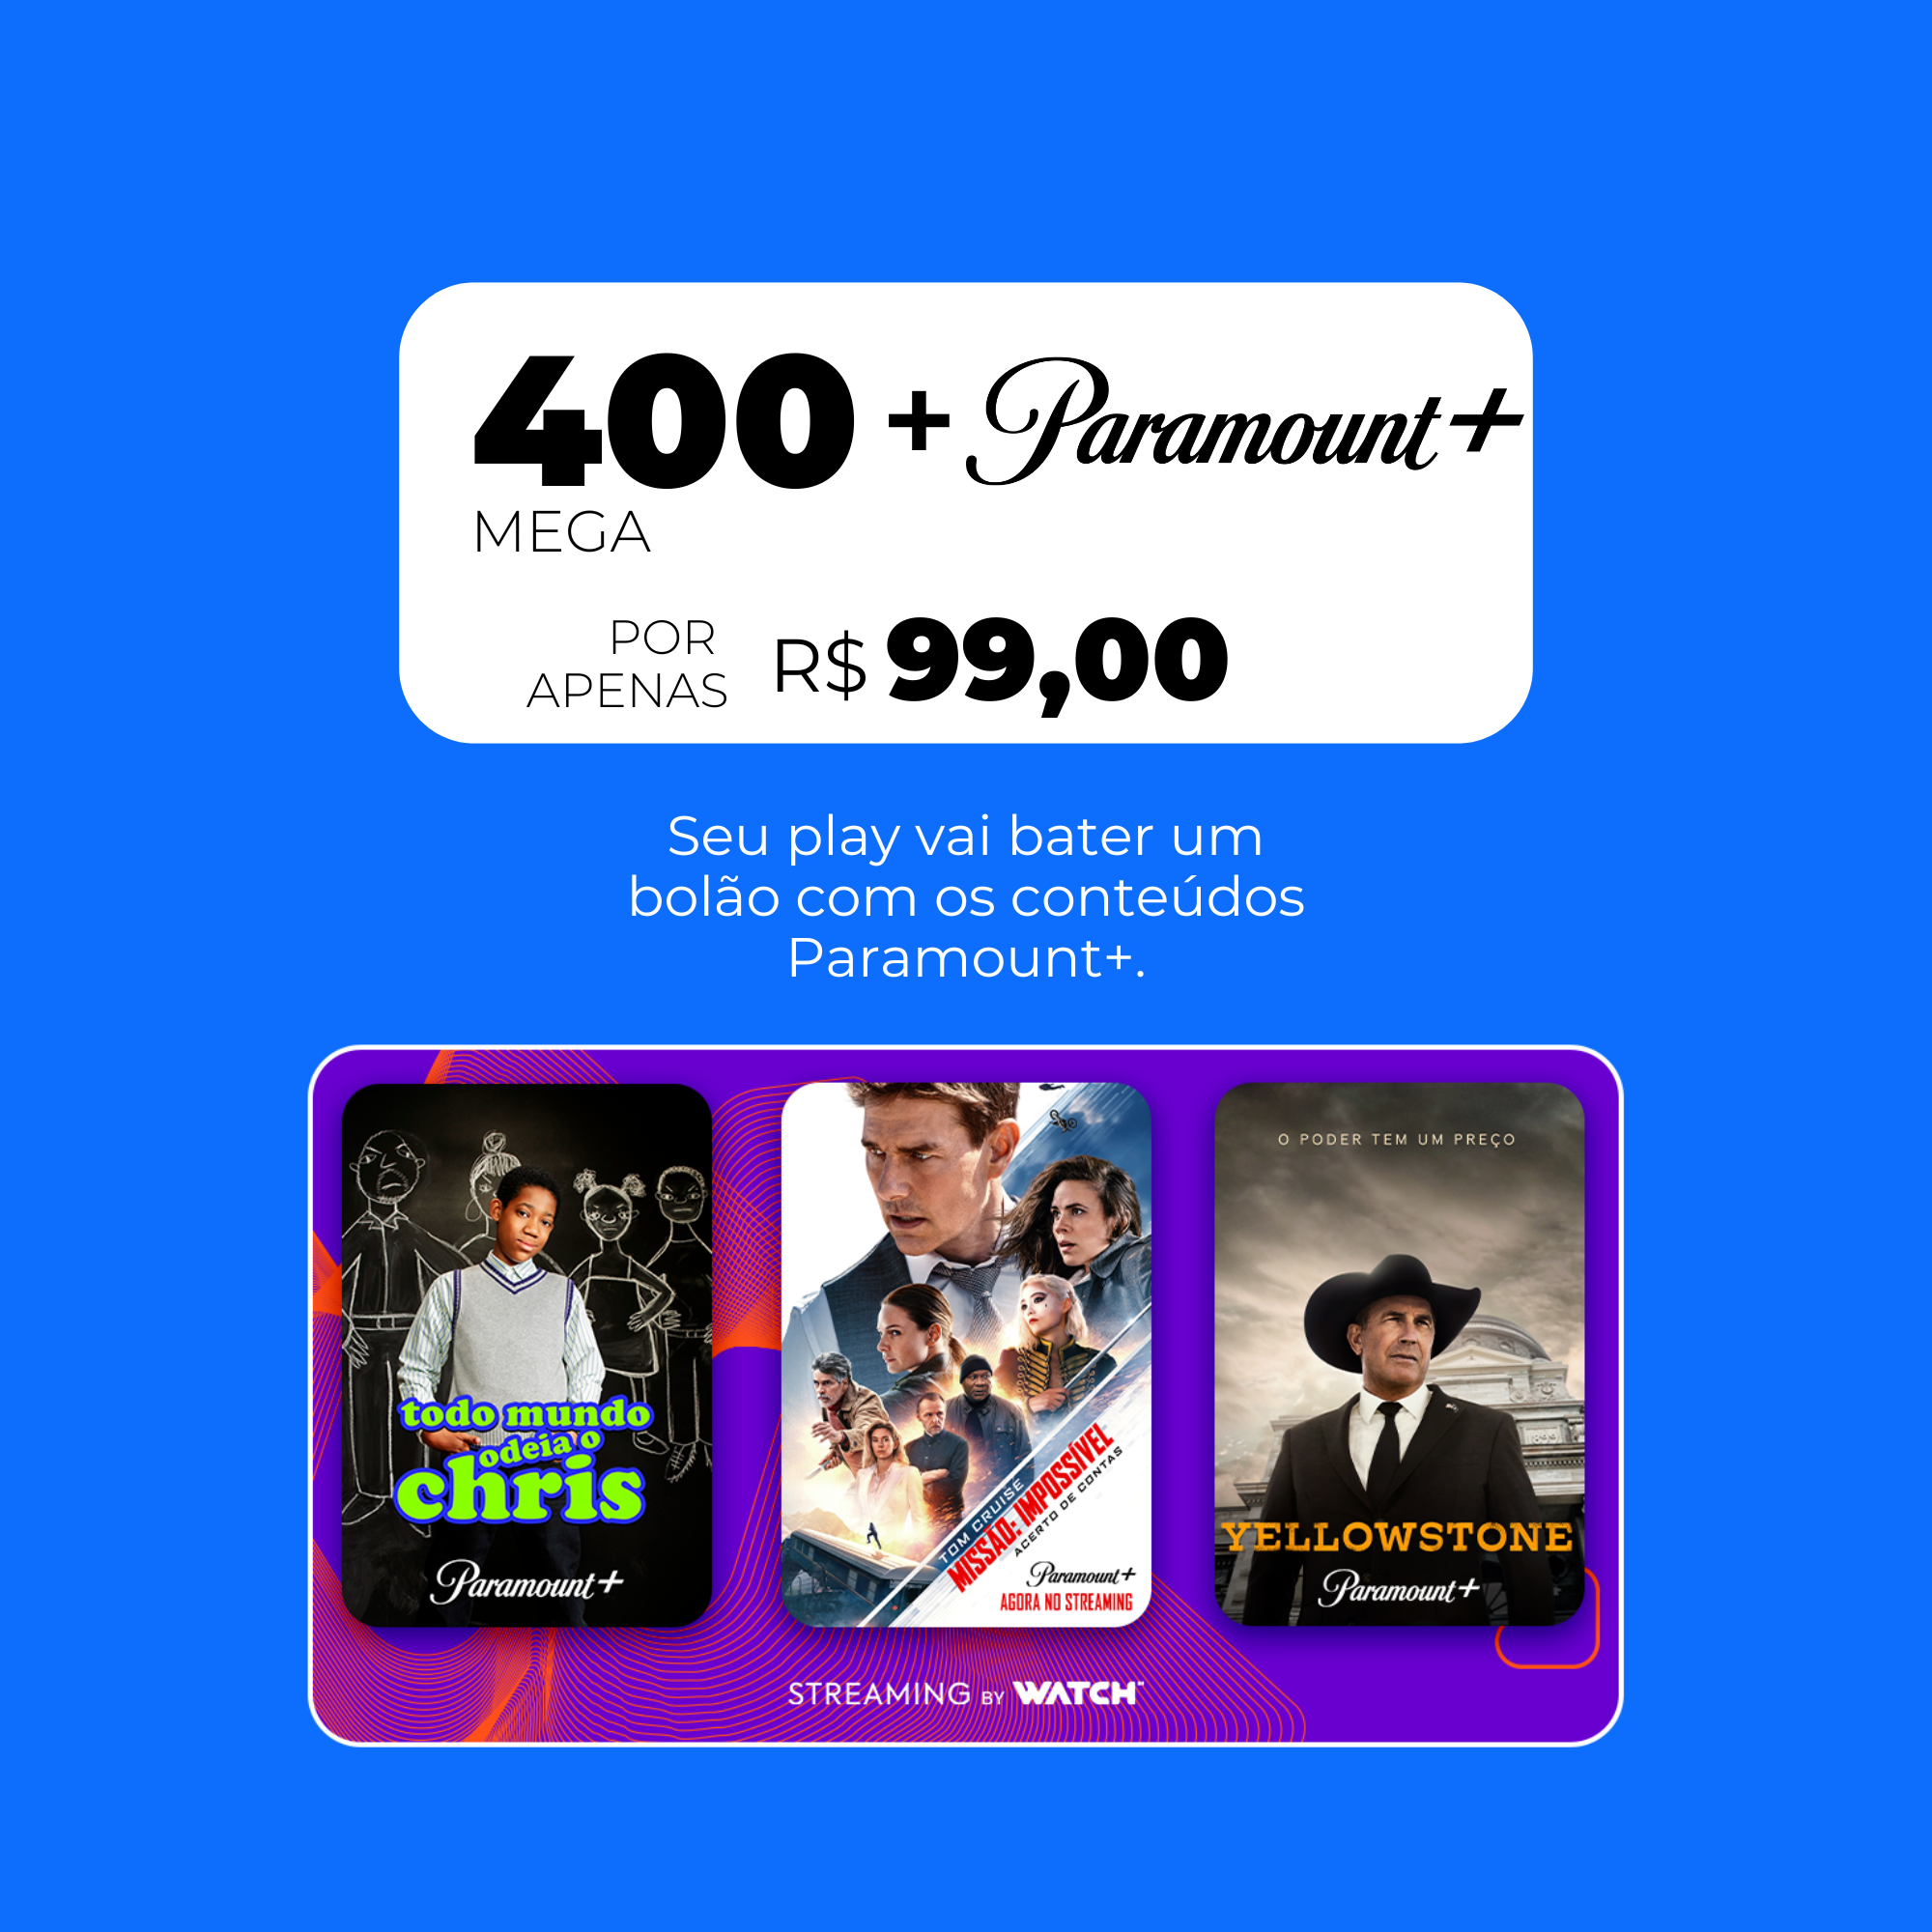 400 + Paramount+
MEGA
POR
APENAS
R$ 99,00
Seu play vai bater um
bolão com os conteúdos
Paramount+.
todo mundo
odeia o
chris
Paramount+
TOM CRUISE
MISSÃO: IMPOSSÍVEL
ACERTO DE CONTAS
Paramount+
AGORA NO STREAMING
O PODER TEM UM PREÇO
YELLOWSTONE
Paramount+
STREAMING BY WATCH™